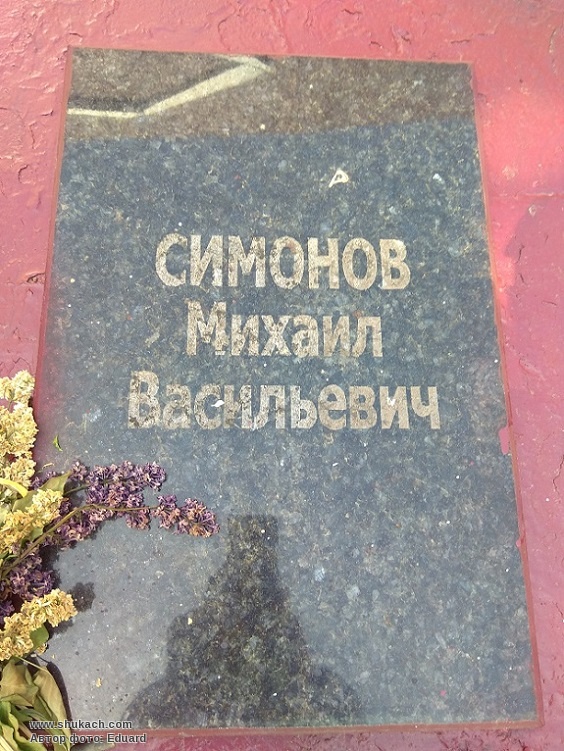 СИМОНОВ
Михаил
Васильевич
www.shukach.com
Автор фото: Eduard